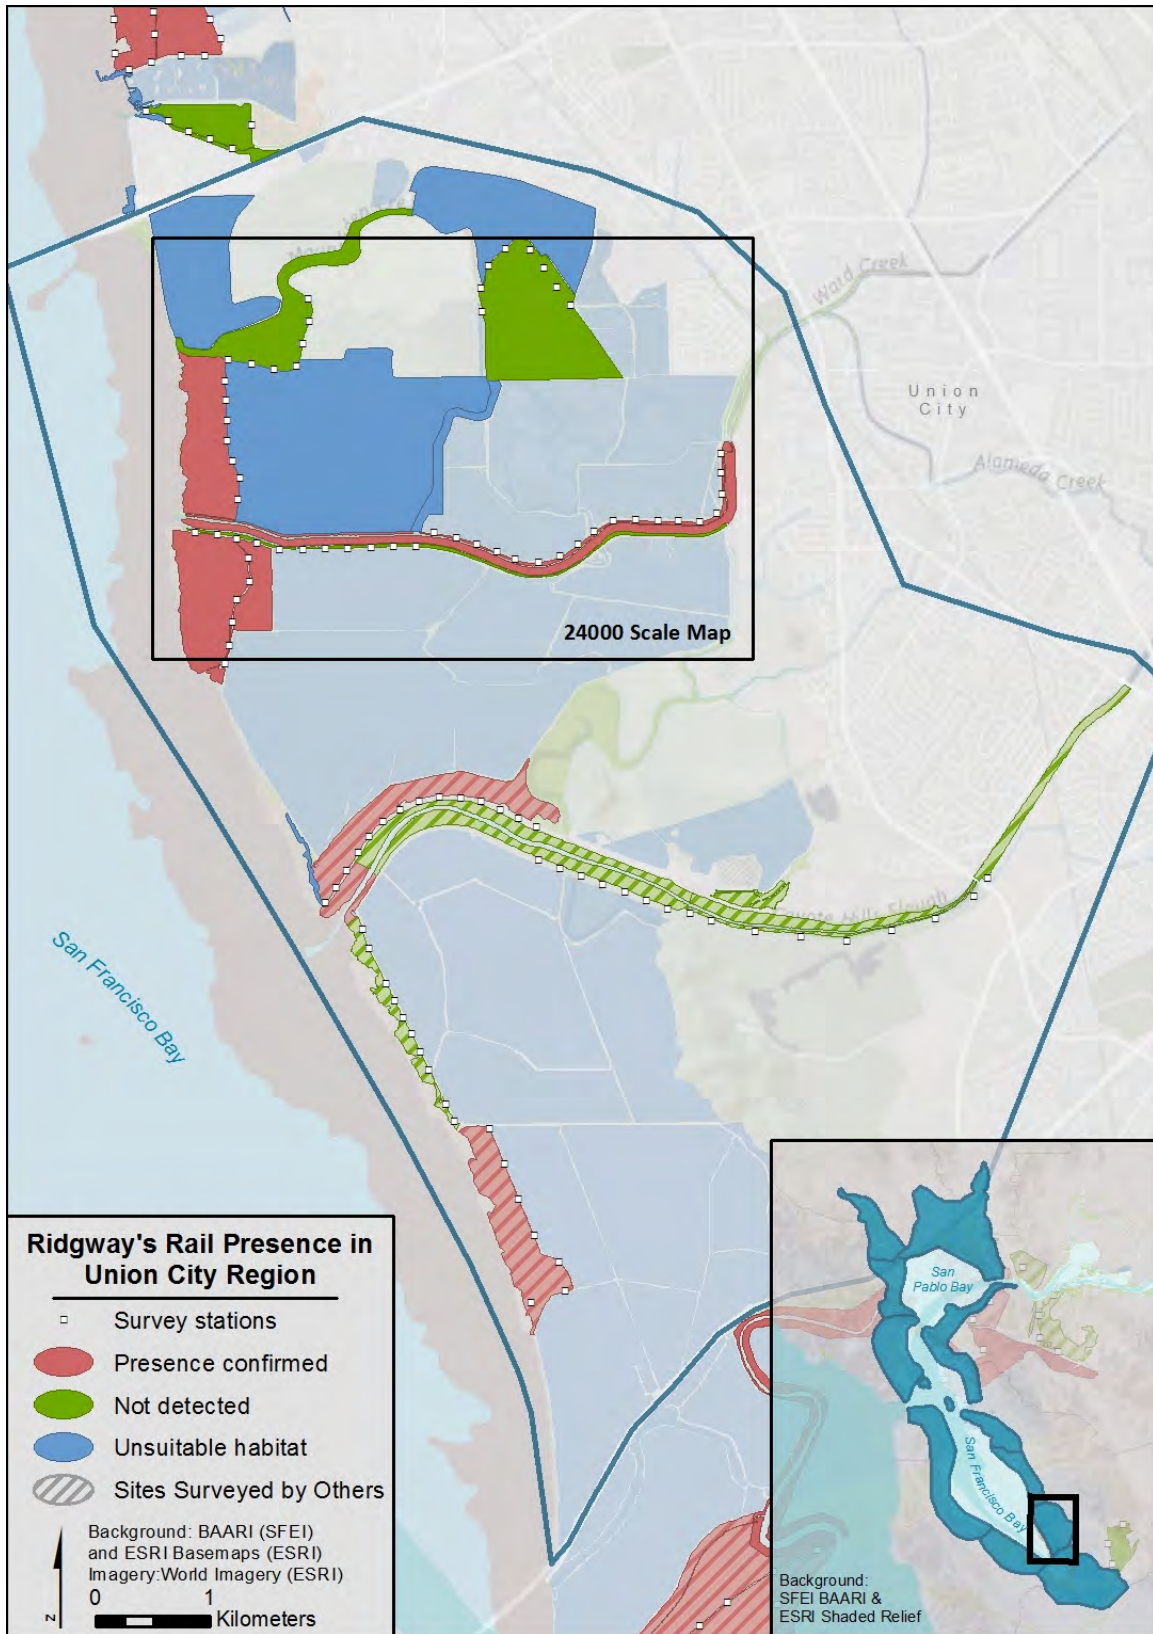 Ward Creek
Union
City
Alameda Creek
24000 Scale Map
San Francisco Bay
Ridgway's Rail Presence in
Union City Region
Survey stations
Presence confirmed
Not detected
Unsuitable habitat
Sites Surveyed by Others
Background: BAARI (SFEI)
and ESRI Basemaps (ESRI)
Imagery:World Imagery (ESRI)
0 1
Kilometers
N
San
Pablo Bay
San Francisco Bay
Background:
SFEI BAARI &
ESRI Shaded Relief